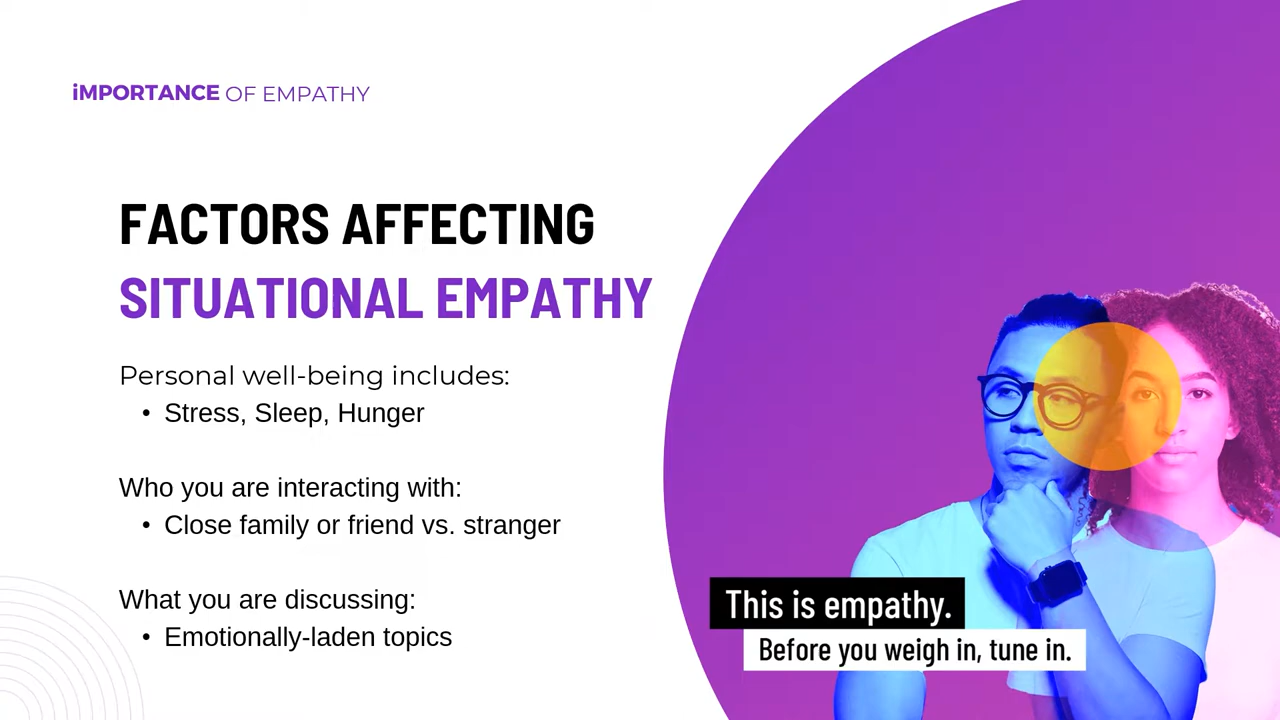 iMPORTANCE OF EMPATHY
FACTORS AFFECTING
SITUATIONAL EMPATHY
Personal well-being includes:
• Stress, Sleep, Hunger
Who you are interacting with:
• Close family or friend vs. stranger
What you are discussing:
• Emotionally-laden topics
This is empathy.
Before you weigh in, tune in.